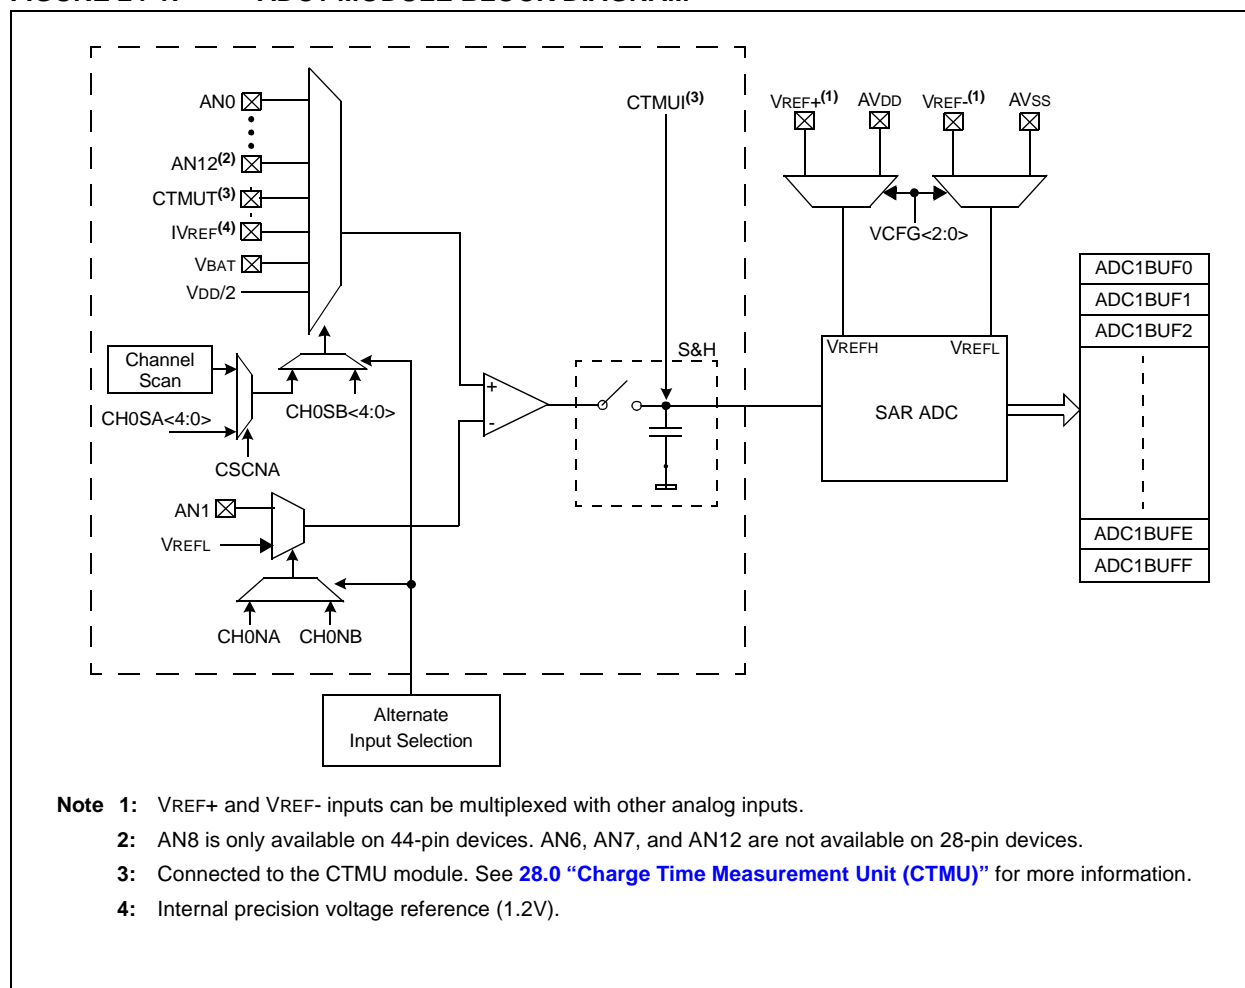 AN0
AN12(2)
CTMUT(3)
IVREF(4)
VBAT
VDD/2
Channel
Scan
CH0SA<4:0>
CSCNA
CH0SB<4:0>
AN1
VREFL
CH0NA CH0NB
Alternate
Input Selection
CTMUI(3)
S&H
+
-
VREF+(1) AVDD VREF-(1) AVSS
VCFG<2:0>
VREFH VREFL
SAR ADC
ADC1BUF0
ADC1BUF1
ADC1BUF2
ADC1BUFE
ADC1BUFF
Note 1: VREF+ and VREF- inputs can be multiplexed with other analog inputs.
2: AN8 is only available on 44-pin devices. AN6, AN7, and AN12 are not available on 28-pin devices.
3: Connected to the CTMU module. See 28.0 “Charge Time Measurement Unit (CTMU)” for more information.
4: Internal precision voltage reference (1.2V).